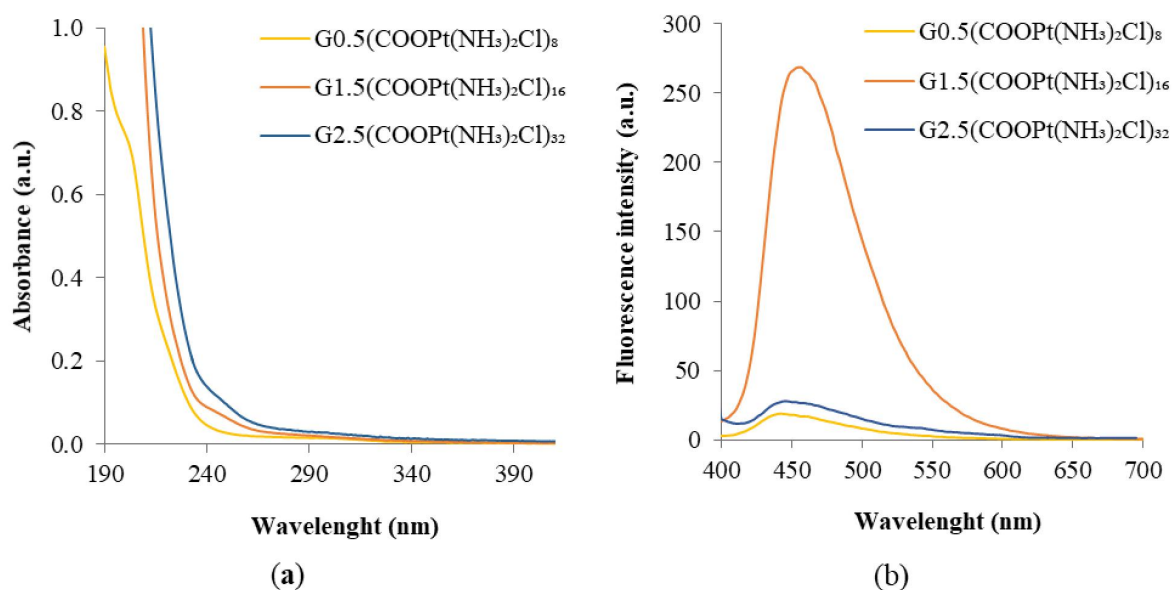 Absorbance (a.u.)
1.0
0.8
0.6
0.4
0.2
0.0
190
240
290
340
390
Wavelenght (nm)
G0.5(COOPt(NH₃)₂Cl)₈
G1.5(COOPt(NH₃)₂Cl)₁₆
G2.5(COOPt(NH₃)₂Cl)₃₂
(a)
Fluorescence intensity (a.u.)
300
250
200
150
100
50
0
400
450
500
550
600
650
700
Wavelenght (nm)
G0.5(COOPt(NH₃)₂Cl)₈
G1.5(COOPt(NH₃)₂Cl)₁₆
G2.5(COOPt(NH₃)₂Cl)₃₂
(b)